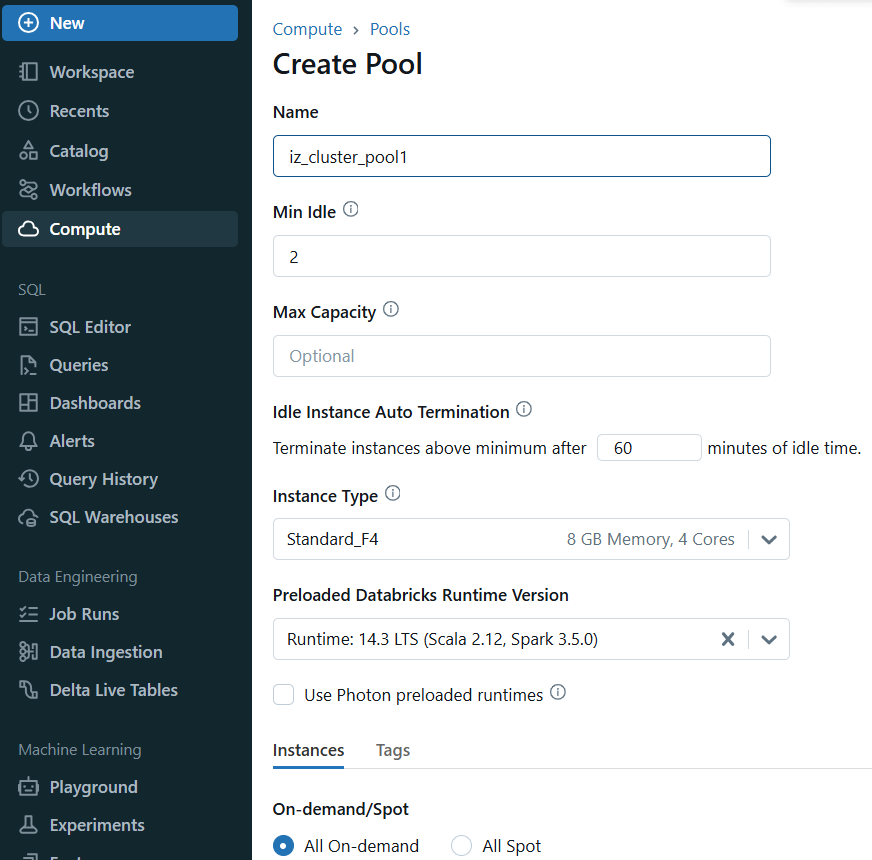 New
Workspace
Recents
Catalog
Workflows
Compute
SQL
SQL Editor
Queries
Dashboards
Alerts
Query History
SQL Warehouses
Data Engineering
Job Runs
Data Ingestion
Delta Live Tables
Machine Learning
Playground
Experiments
Compute > Pools
Create Pool
Name
iz_cluster_pool1
Min Idle
2
Max Capacity
Optional
Idle Instance Auto Termination
Terminate instances above minimum after 60 minutes of idle time.
Instance Type
Standard_F4 8 GB Memory, 4 Cores
Preloaded Databricks Runtime Version
Runtime: 14.3 LTS (Scala 2.12, Spark 3.5.0)
Use Photon preloaded runtimes
Instances Tags
On-demand/Spot
All On-demand All Spot